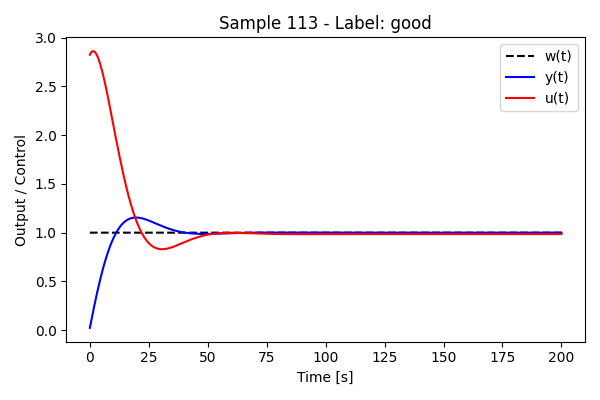 Sample 113 - Label: good
w(t)
y(t)
u(t)
Output / Control
3.0
2.5
2.0
1.5
1.0
0.5
0.0
0 25 50 75 100 125 150 175 200
Time [s]